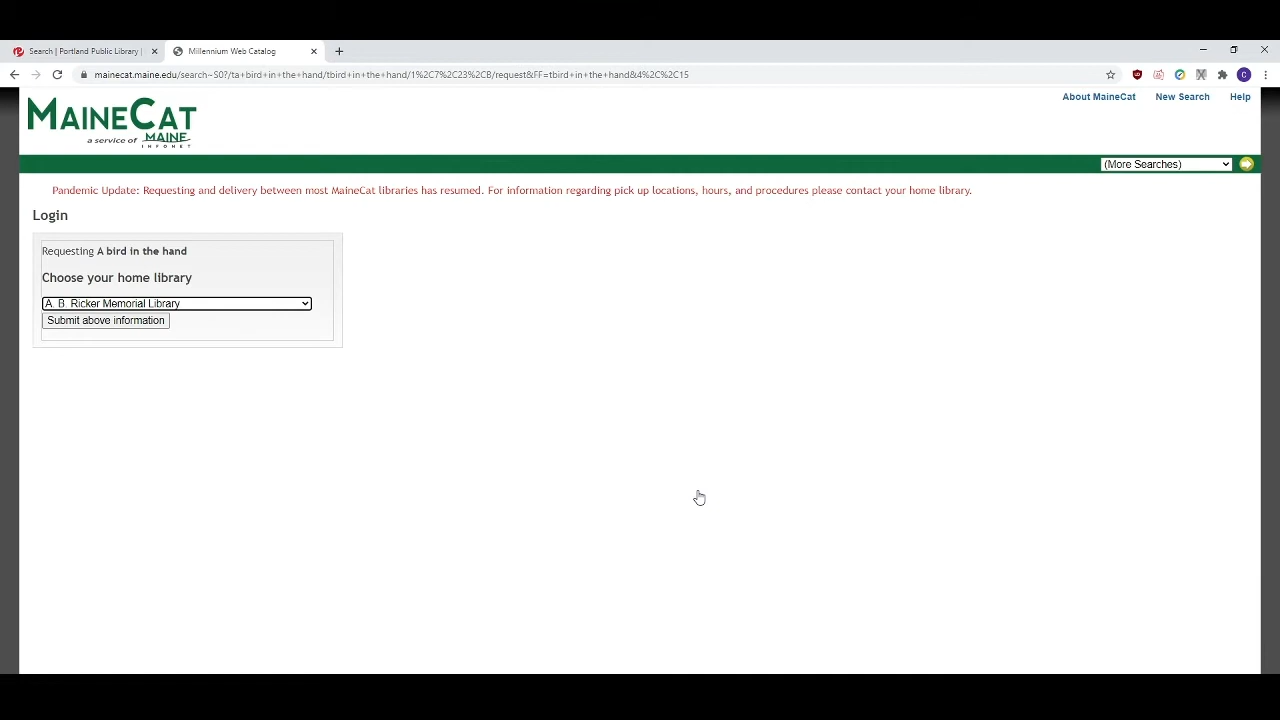 Search | Portland Public Library |
Millennium Web Catalog
mainecat.maine.edu/search~S0?/ta+bird+in+the+hand/tbird+in+the+hand/1%2C7%2C23%2CB/request&FF=tbird+in+the+hand&4%2C%2C15
C
MAINECAT
a service of MAINE
INFONET
About MaineCat New Search Help
(More Searches)
Pandemic Update: Requesting and delivery between most MaineCat libraries has resumed. For information regarding pick up locations, hours, and procedures please contact your home library.
Login
Requesting A bird in the hand
Choose your home library
A. B. Ricker Memorial Library
Submit above information